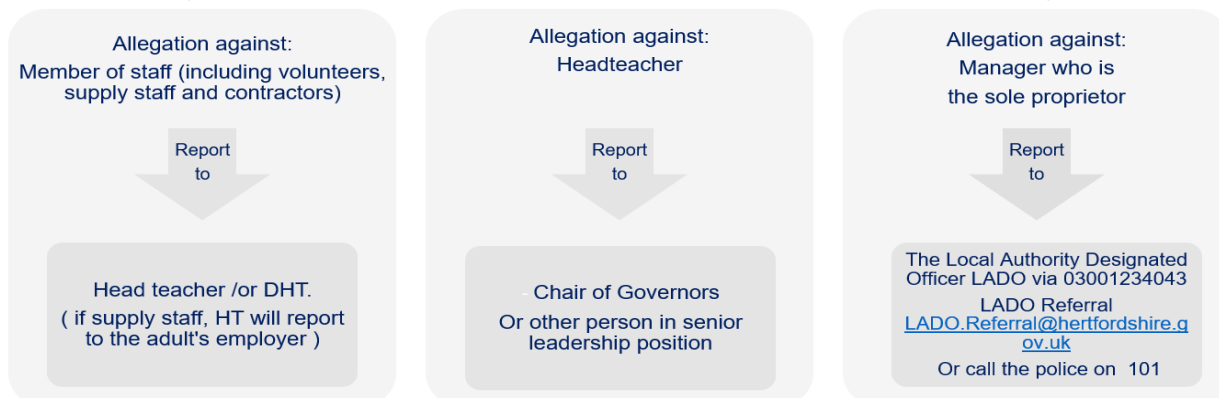 Allegation against:
Member of staff (including volunteers,
supply staff and contractors)
Report
to
Head teacher /or DHT.
( if supply staff, HT will report
to the adult's employer )
Allegation against:
Headteacher
Report
to
- Chair of Governors
Or other person in senior
leadership position
Allegation against:
Manager who is
the sole proprietor
Report
to
The Local Authority Designated
Officer LADO via 03001234043
LADO Referral
LADO.Referral@hertfordshire.g
ov.uk
Or call the police on 101